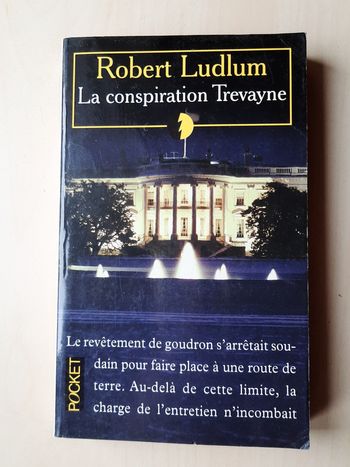 Robert Ludlum
La conspiration Trevayne
Le revêtement de goudron s'arrêtait sou-
dain pour faire place à une route de
terre. Au-delà de cette limite, la
charge de l'entretien n'incombait
POCKET